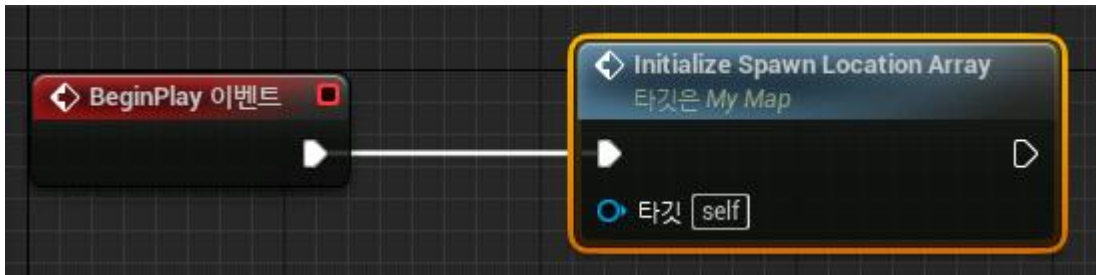 BeginPlay 이벤트
Initialize Spawn Location Array
타깃은 My Map
타깃 self